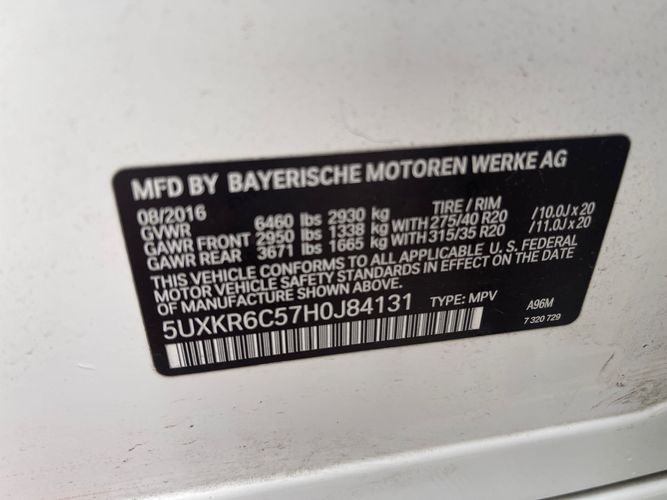 MFD BY BAYERISCHE MOTOREN WERKE AG
08/2016 TIRE / RIM
GVWR 6460 lbs 2930 kg
GAWR FRONT 2950 lbs 1338 kg WITH 275/40 R20 /10.0J x 20
GAWR REAR 3671 lbs 1665 kg WITH 315/35 R20 /11.0J x 20
THIS VEHICLE CONFORMS TO ALL APPLICABLE U. S. FEDERAL
MOTOR VEHICLE SAFETY STANDARDS IN EFFECT ON THE DATE
OF MANUFACTURE SHOWN ABOVE.
5UXKR6C57H0J84131 TYPE: MPV A96M
7 320 729